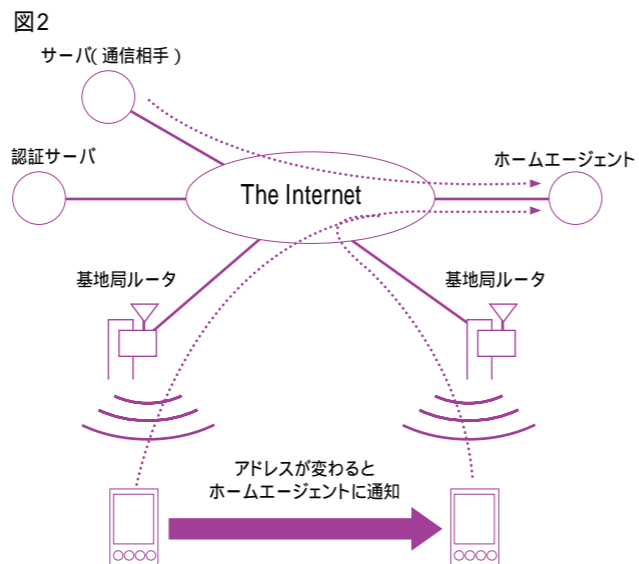 図2
サーバ( 通信相手 )
認証サーバ
ホームエージェント
The Internet
基地局ルータ
基地局ルータ
アドレスが変わると
ホームエージェントに通知